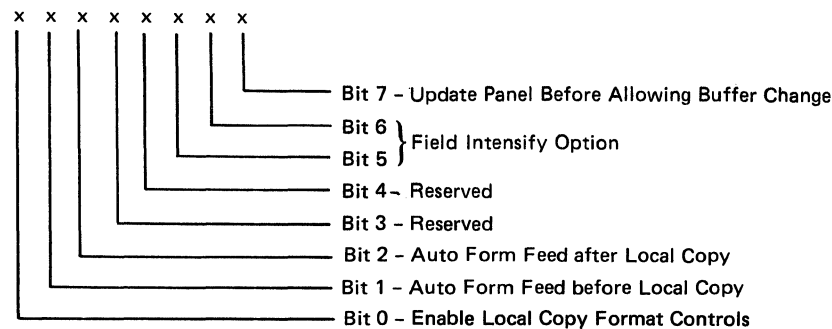 x x x x x x x x
Bit 7 – Update Panel Before Allowing Buffer Change
Bit 6
Bit 5 } Field Intensify Option
Bit 4 – Reserved
Bit 3 – Reserved
Bit 2 – Auto Form Feed after Local Copy
Bit 1 – Auto Form Feed before Local Copy
Bit 0 – Enable Local Copy Format Controls